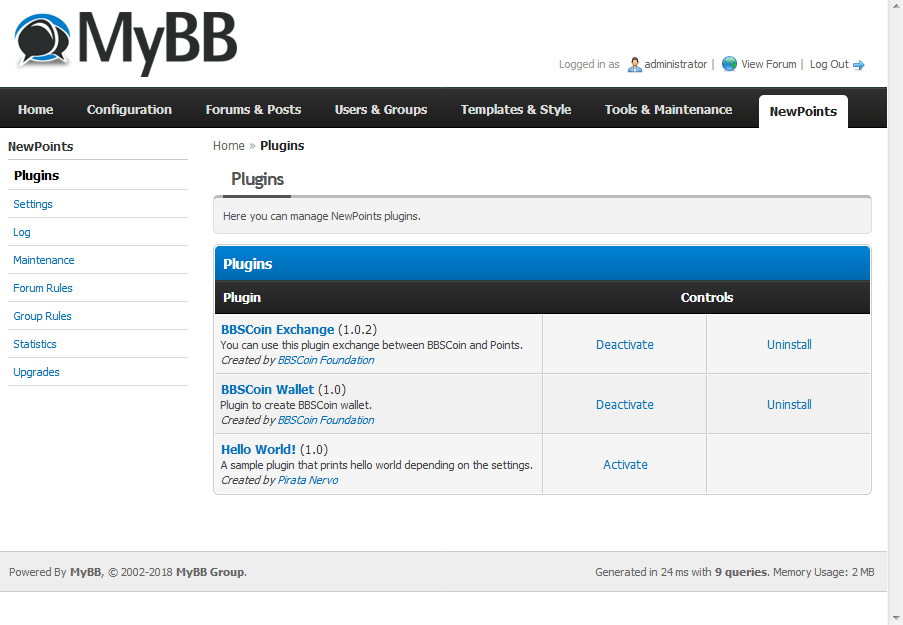 MyBB
Logged in as administrator | View Forum | Log Out
Home Configuration Forums & Posts Users & Groups Templates & Style Tools & Maintenance NewPoints
NewPoints
Plugins
Settings
Log
Maintenance
Forum Rules
Group Rules
Statistics
Upgrades
Home » Plugins
Plugins
Here you can manage NewPoints plugins.
Plugins
Plugin Controls
BBSCoin Exchange (1.0.2)
You can use this plugin exchange between BBSCoin and Points.
Created by BBSCoin Foundation
Deactivate Uninstall
BBSCoin Wallet (1.0)
Plugin to create BBSCoin wallet.
Created by BBSCoin Foundation
Deactivate Uninstall
Hello World! (1.0)
A sample plugin that prints hello world depending on the settings.
Created by Pirata Nervo
Activate
Powered By MyBB, © 2002-2018 MyBB Group. Generated in 24 ms with 9 queries. Memory Usage: 2 MB